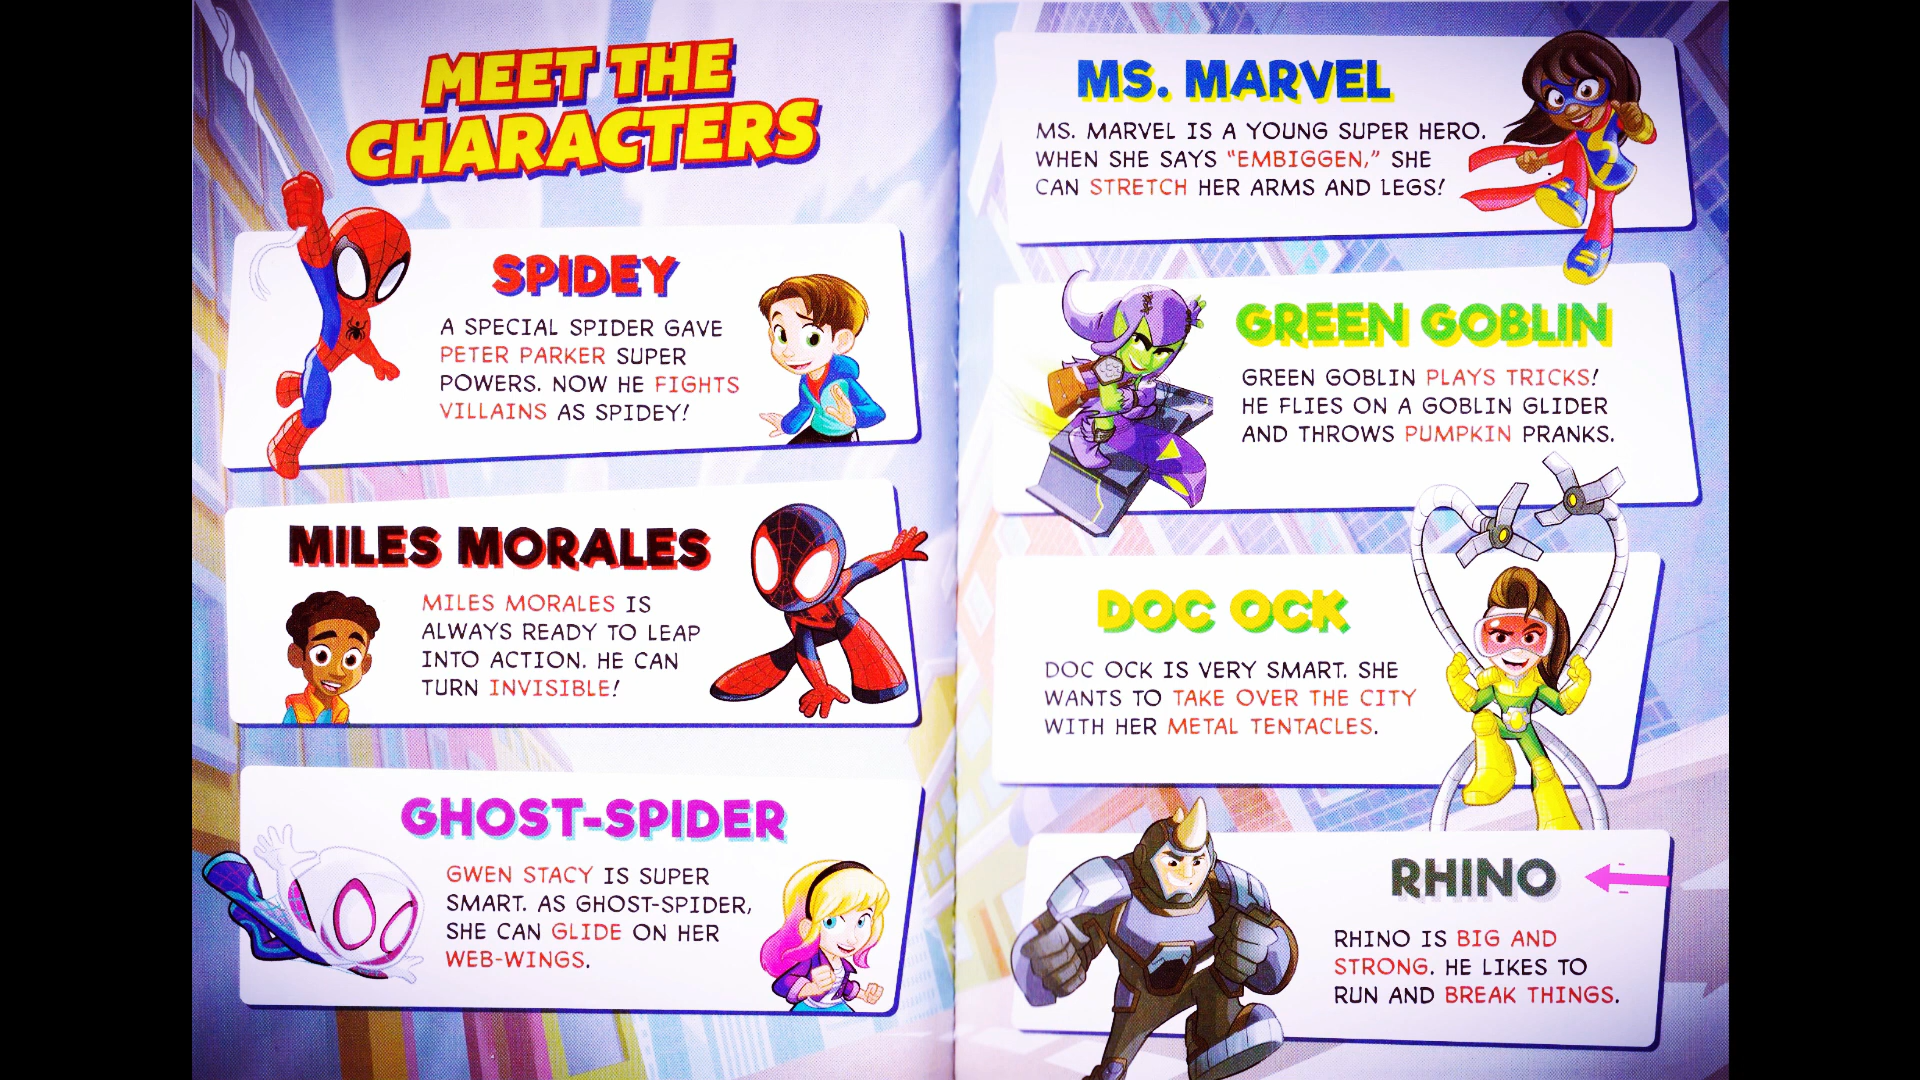 MEET THE
CHARACTERS
SPIDEY
A SPECIAL SPIDER GAVE
PETER PARKER SUPER
POWERS. NOW HE FIGHTS
VILLAINS AS SPIDEY!
MILES MORALES
MILES MORALES IS
ALWAYS READY TO LEAP
INTO ACTION. HE CAN
TURN INVISIBLE!
GHOST-SPIDER
GWEN STACY IS SUPER
SMART. AS GHOST-SPIDER,
SHE CAN GLIDE ON HER
WEB-WINGS.
MS. MARVEL
MS. MARVEL IS A YOUNG SUPER HERO.
WHEN SHE SAYS “EMBIGGEN,” SHE
CAN STRETCH HER ARMS AND LEGS!
GREEN GOBLIN
GREEN GOBLIN PLAYS TRICKS!
HE FLIES ON A GOBLIN GLIDER
AND THROWS PUMPKIN PRANKS.
DOC OCK
DOC OCK IS VERY SMART. SHE
WANTS TO TAKE OVER THE CITY
WITH HER METAL TENTACLES.
RHINO
RHINO IS BIG AND
STRONG. HE LIKES TO
RUN AND BREAK THINGS.